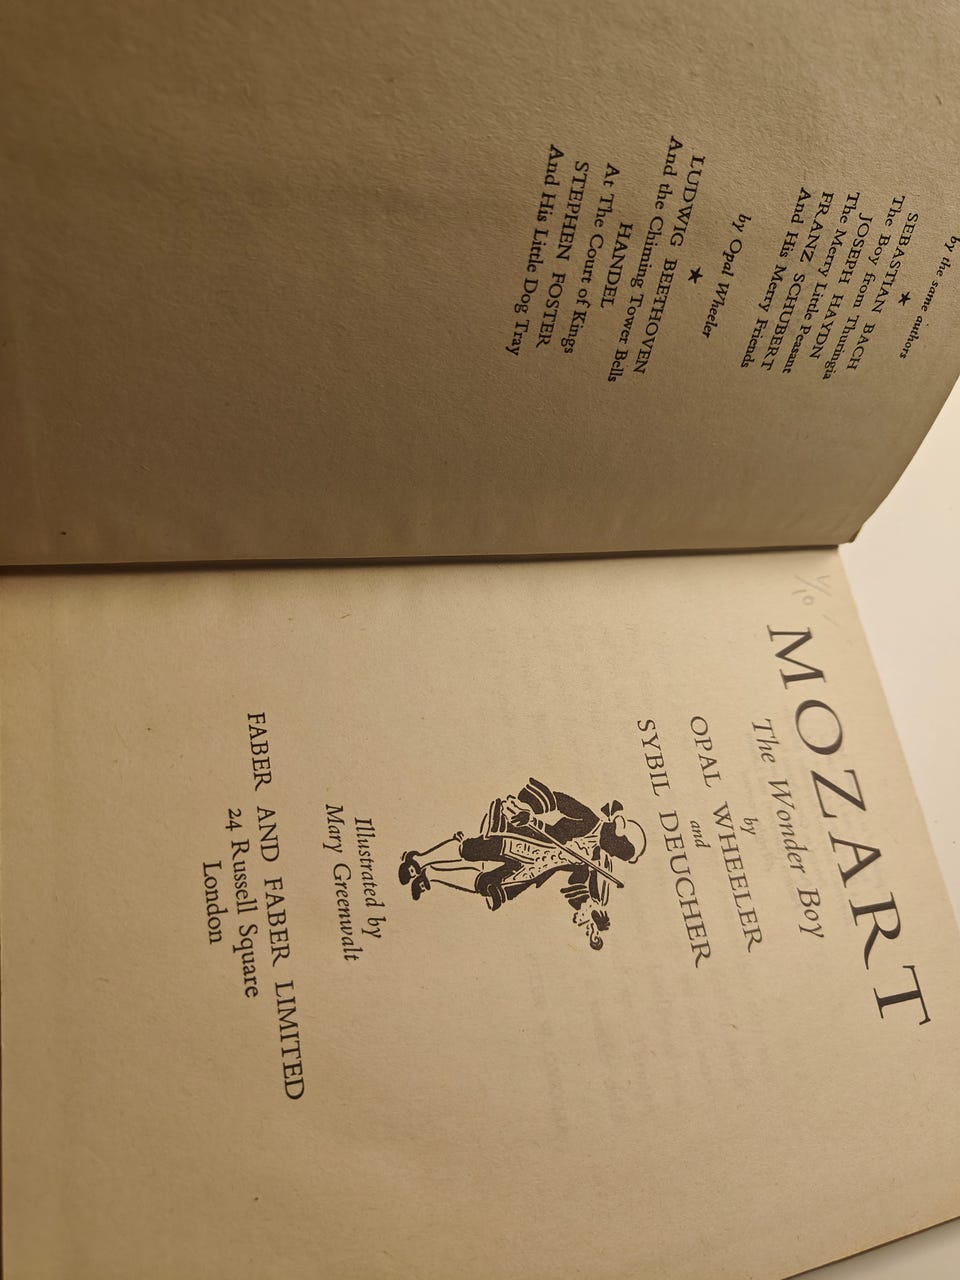 by the same authors
★
SEBASTIAN BACH
The Boy from Thuringia
JOSEPH HAYDN
The Merry Little Peasant
FRANZ SCHUBERT
And His Merry Friends
by Opal Wheeler
★
LUDWIG BEETHOVEN
And the Chiming Tower Bells
HANDEL
At The Court of Kings
STEPHEN FOSTER
And His Little Dog Tray
MOZART
The Wonder Boy
by
OPAL WHEELER
and
SYBIL DEUCHER
Illustrated by
Mary Greenwalt
FABER AND FABER LIMITED
24 Russell Square
London